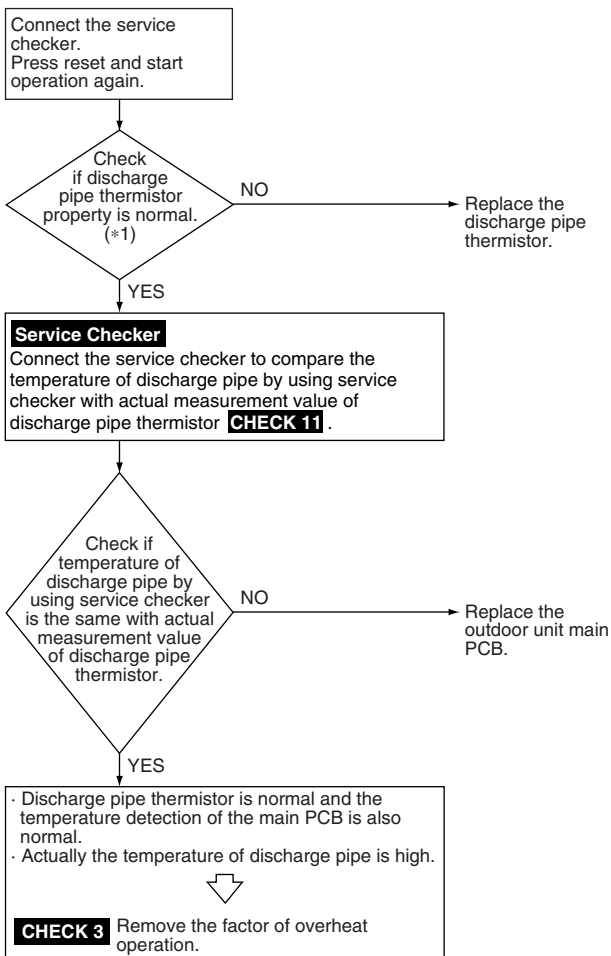 Connect the service
checker.
Press reset and start
operation again.
Check
if discharge
pipe thermistor
property is normal.
(*1)
NO
Replace the
discharge pipe
thermistor.
YES
Service Checker
Connect the service checker to compare the
temperature of discharge pipe by using service
checker with actual measurement value of
discharge pipe thermistor CHECK 11 .
Check if
temperature of
discharge pipe by
using service checker
is the same with actual
measurement value
of discharge pipe
thermistor.
NO
Replace the
outdoor unit main
PCB.
YES
· Discharge pipe thermistor is normal and the
temperature detection of the main PCB is also
normal.
· Actually the temperature of discharge pipe is high.
CHECK 3 Remove the factor of overheat
operation.